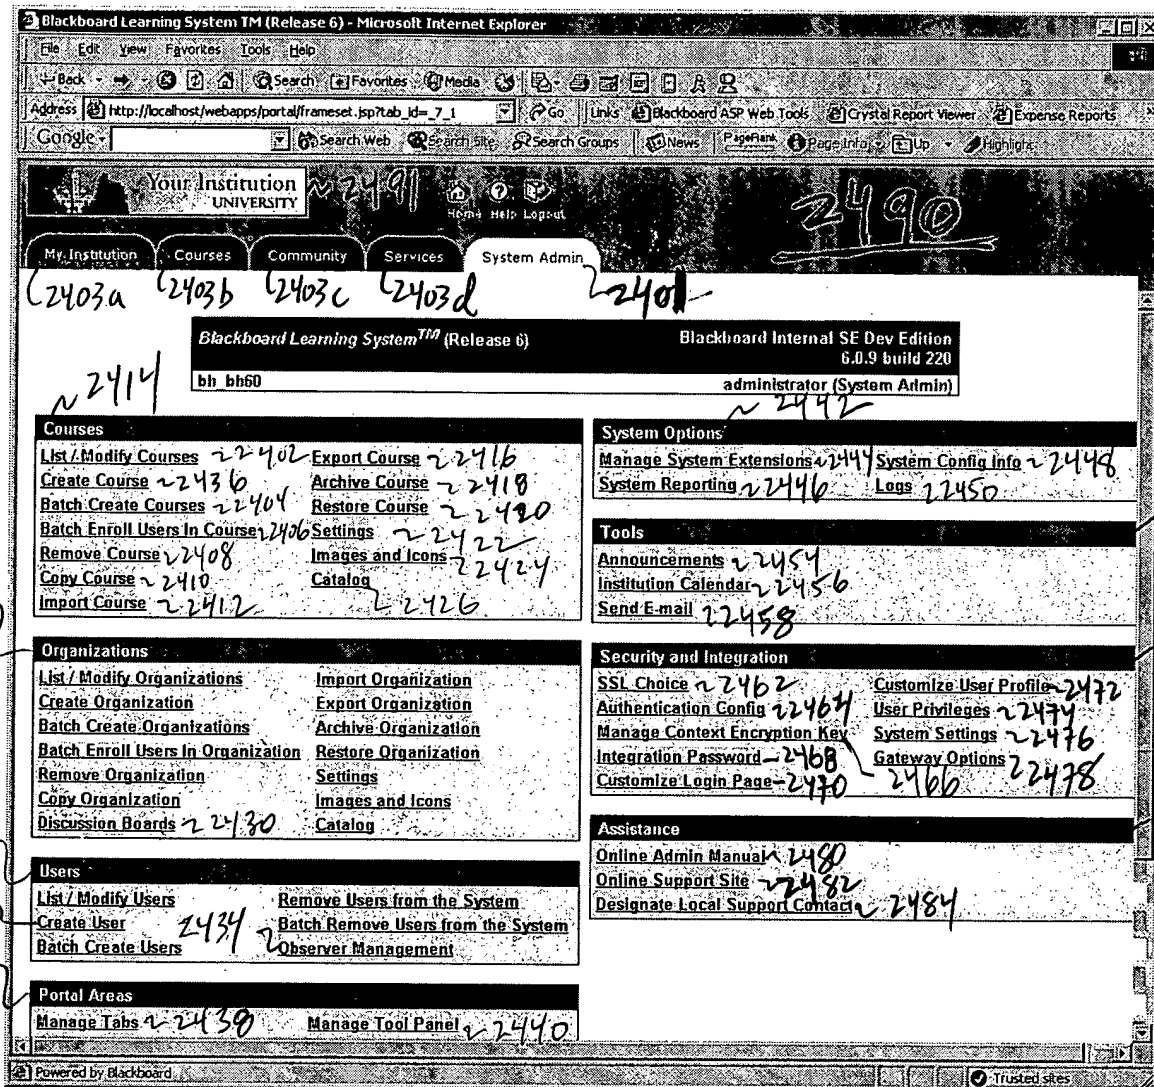 Blackboard Learning System TM (Release 6) - Microsoft Internet Explorer
File Edit View Favorites Tools Help
Back Search Favorites Media
Address http://localhost/webapps/portal/frameset.jsp?tab_id=_7_1 Go Links Blackboard ASP Web Tools Crystal Report Viewer Expense Reports
Google Search Web Search Site Search Groups News PageRank Page Info Up Highlight
Your Institution
UNIVERSITY
~2491
Home Help Logout
2490
My Institution Courses Community Services System Admin
2403a 2403b 2403c 2403d 2401
Blackboard Learning System™ (Release 6) Blackboard Internal SE Dev Edition
6.0.9 build 220
bh_bh60 administrator (System Admin)
~2414
Courses
List / Modify Courses ~2402 Export Course ~2416
Create Course ~2436 Archive Course ~2418
Batch Create Courses ~2404 Restore Course ~2420
Batch Enroll Users In Course ~2406 Settings ~2422
Remove Course ~2408 Images and Icons ~2424
Copy Course ~2410 Catalog ~2426
Import Course ~2412
Organizations
List / Modify Organizations Import Organization
Create Organization Export Organization
Batch Create Organizations Archive Organization
Batch Enroll Users In Organization Restore Organization
Remove Organization Settings
Copy Organization Images and Icons
Discussion Boards ~2430 Catalog
Users
List / Modify Users Remove Users from the System
Create User 2434 Batch Remove Users from the System
Batch Create Users Observer Management
Portal Areas
Manage Tabs ~2438 Manage Tool Panel ~2440
~2442
System Options
Manage System Extensions ~2444 System Config Info ~2448
System Reporting ~2446 Logs ~2450
Tools
Announcements ~2454
Institution Calendar ~2456
Send E-mail ~2458
Security and Integration
SSL Choice ~2462 Customize User Profile ~2472
Authentication Config ~2464 User Privileges ~2474
Manage Context Encryption Key System Settings ~2476
Integration Password ~2468 Gateway Options ~2478
Customize Login Page ~2470 2466
Assistance
Online Admin Manual ~2480
Online Support Site ~2482
Designate Local Support Contact ~2484
Powered by Blackboard Trusted sites